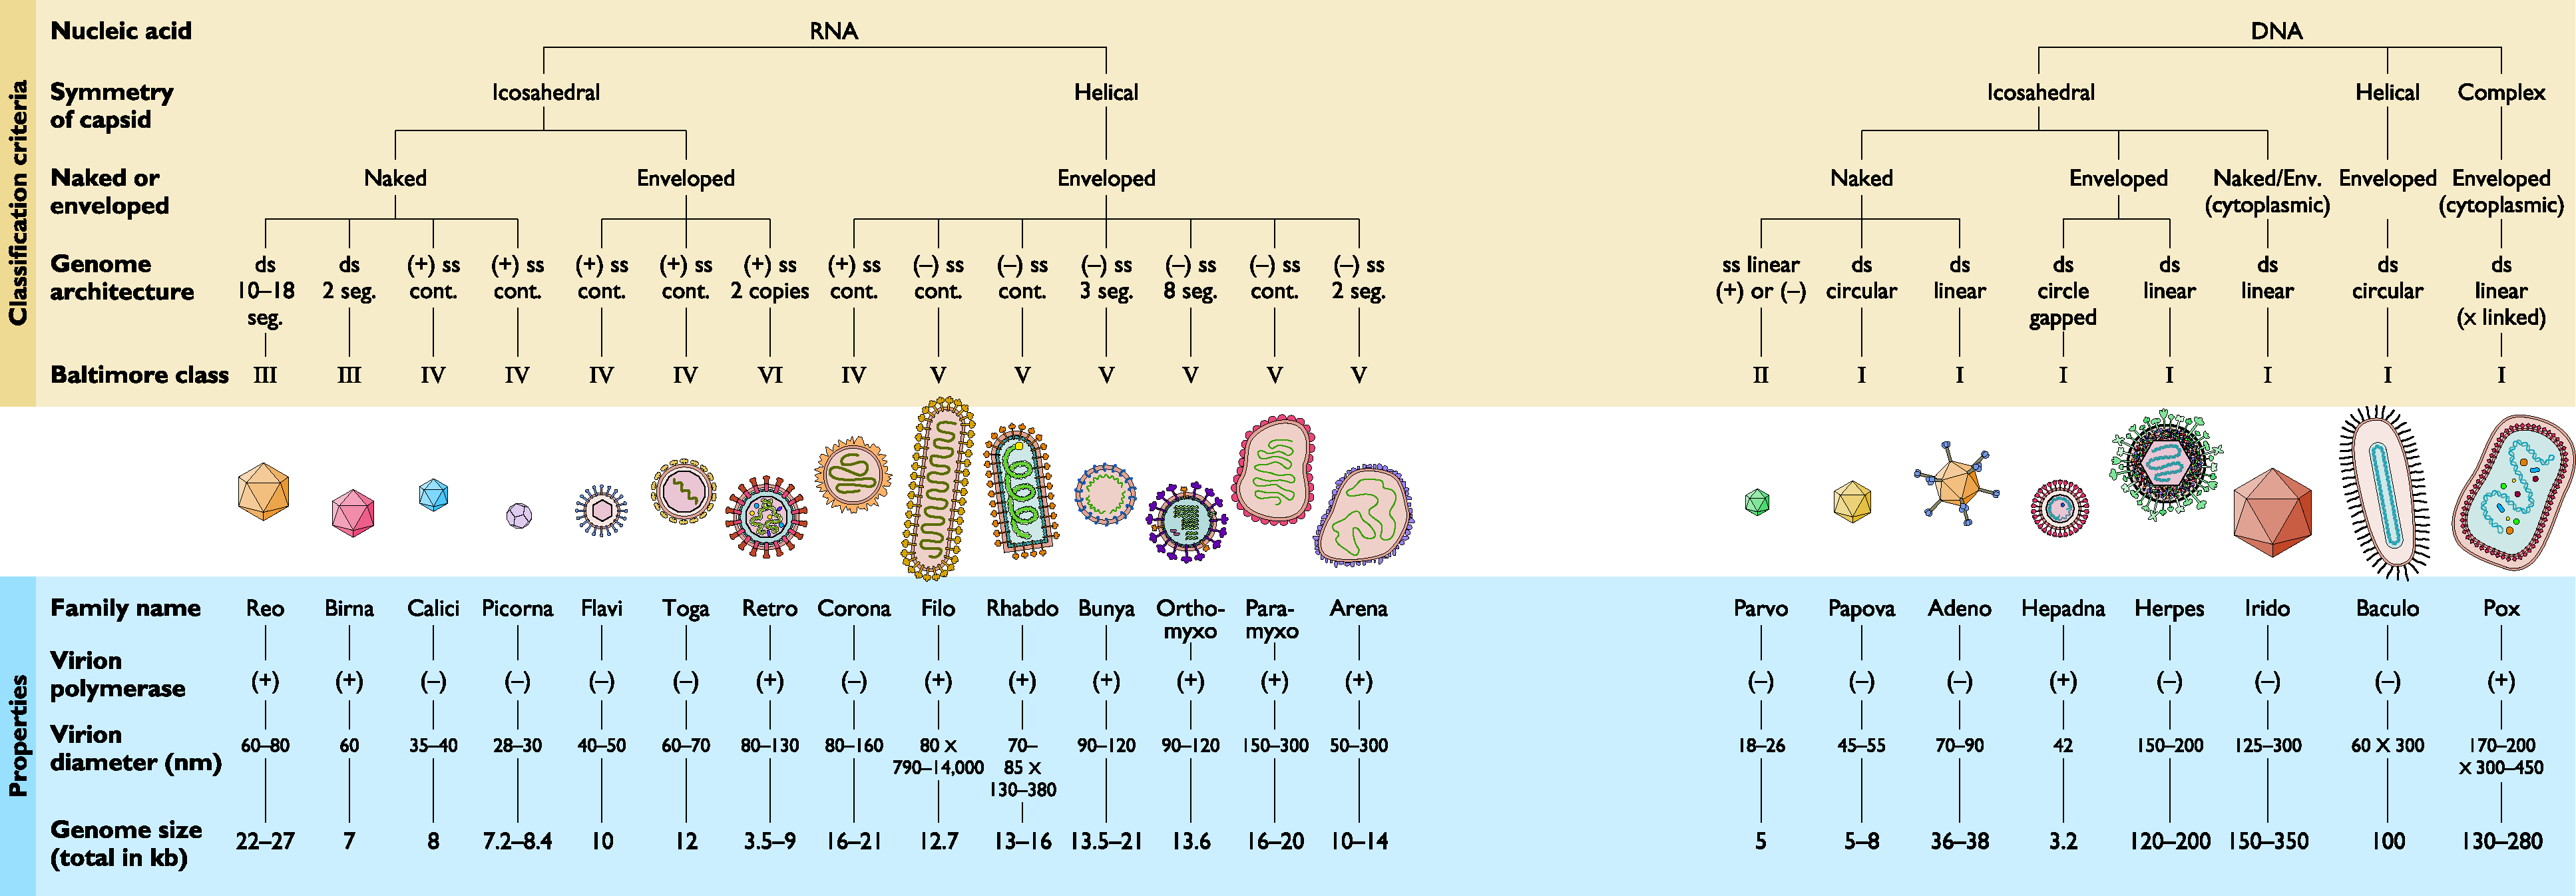 Classification criteria
Nucleic acid
RNA
DNA
Symmetry
of capsid
Icosahedral
Helical
Icosahedral
Helical
Complex
Naked or
enveloped
Naked
Enveloped
Enveloped
Naked
Enveloped
Naked/Env.
(cytoplasmic)
Enveloped
Enveloped
(cytoplasmic)
Genome
architecture
ds
10–18
seg.
ds
2 seg.
(+) ss
cont.
(+) ss
cont.
(+) ss
cont.
(+) ss
cont.
(+) ss
2 copies
(+) ss
cont.
(–) ss
cont.
(–) ss
cont.
(–) ss
3 seg.
(–) ss
8 seg.
(–) ss
cont.
(–) ss
2 seg.
ss linear
(+) or (–)
ds
circular
ds
linear
ds
circle
gapped
ds
linear
ds
linear
ds
circular
ds
linear
(x linked)
Baltimore class III III IV IV IV IV VI IV V V V V V V II I I I I I I I
Properties
Family name Reo Birna Calici Picorna Flavi Toga Retro Corona Filo Rhabdo Bunya Ortho-
myxo
Para-
myxo
Arena Parvo Papova Adeno Hepadna Herpes Irido Baculo Pox
Virion
polymerase
(+) (+) (–) (–) (–) (–) (+) (–) (+) (+) (+) (+) (+) (+) (–) (–) (–) (+) (–) (–) (–) (+)
Virion
diameter (nm)
60–80 60 35–40 28–30 40–50 60–70 80–130 80–160
80 X
790–14,000
70–
85 X
130–380
90–120 90–120 150–300 50–300 18–26 45–55 70–90 42 150–200 125–300 60 X 300
170–200
X 300–450
Genome size
(total in kb)
22–27 7 8 7.2–8.4 10 12 3.5–9 16–21 12.7 13–16 13.5–21 13.6 16–20 10–14 5 5–8 36–38 3.2 120–200 150–350 100 130–280